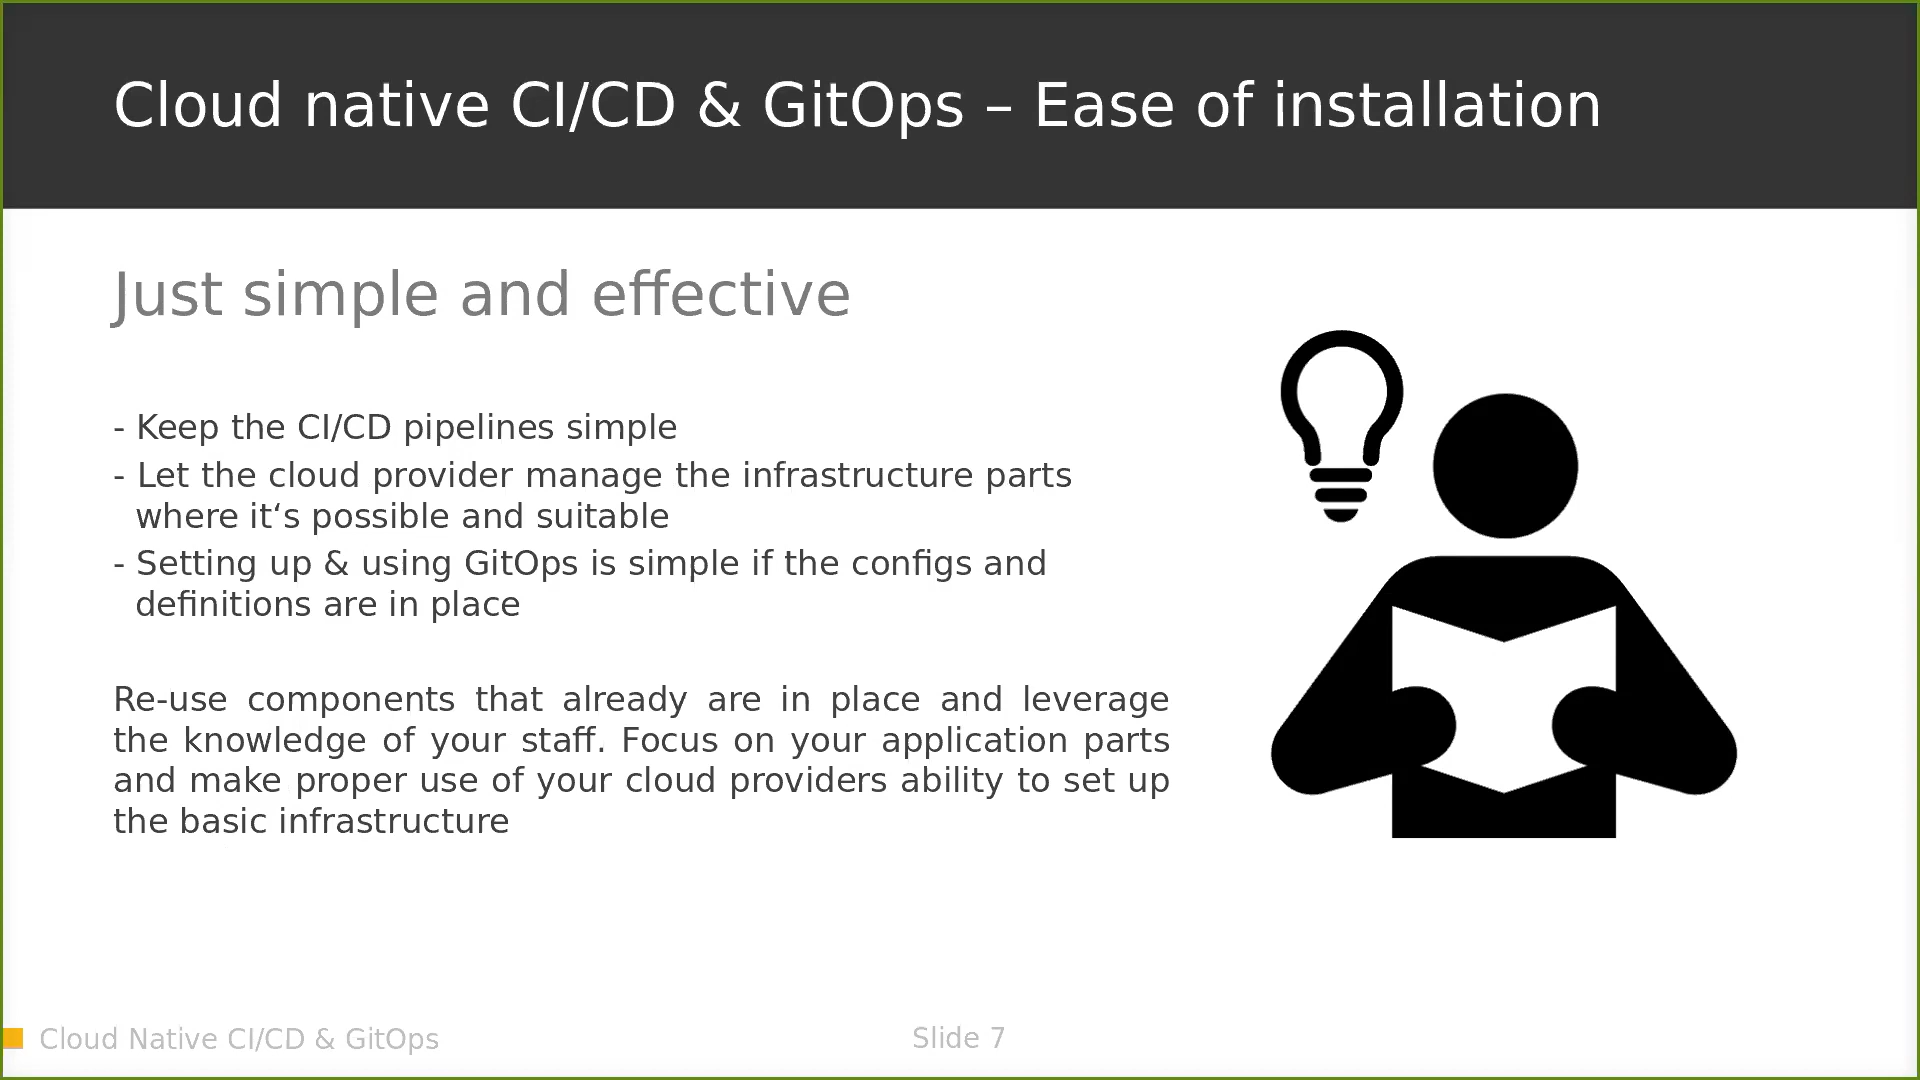 Cloud native CI/CD & GitOps – Ease of installation
Just simple and effective
- Keep the CI/CD pipelines simple
- Let the cloud provider manage the infrastructure parts
where it‘s possible and suitable
- Setting up & using GitOps is simple if the configs and
definitions are in place
Re-use components that already are in place and leverage
the knowledge of your staff. Focus on your application parts
and make proper use of your cloud providers ability to set up
the basic infrastructure
Cloud Native CI/CD & GitOps
Slide 7